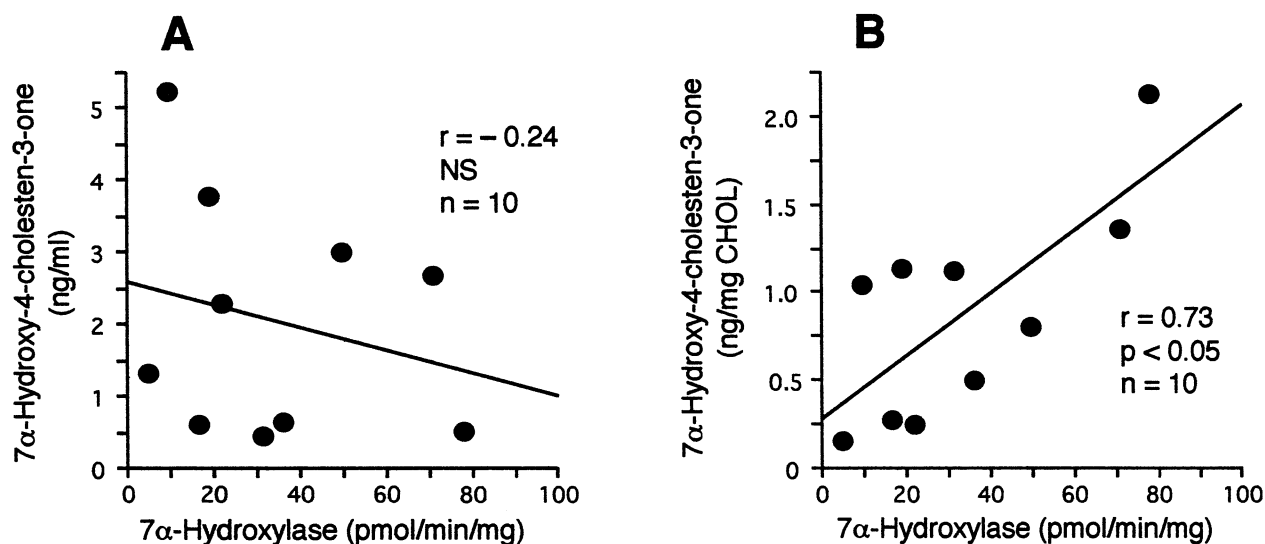 A
7α-Hydroxy-4-cholesten-3-one
(ng/ml)
5
4
3
2
1
0
r = – 0.24
NS
n = 10
0 20 40 60 80 100
7α-Hydroxylase (pmol/min/mg)
B
7α-Hydroxy-4-cholesten-3-one
(ng/mg CHOL)
2.0
1.5
1.0
0.5
0
r = 0.73
p < 0.05
n = 10
0 20 40 60 80 100
7α-Hydroxylase (pmol/min/mg)